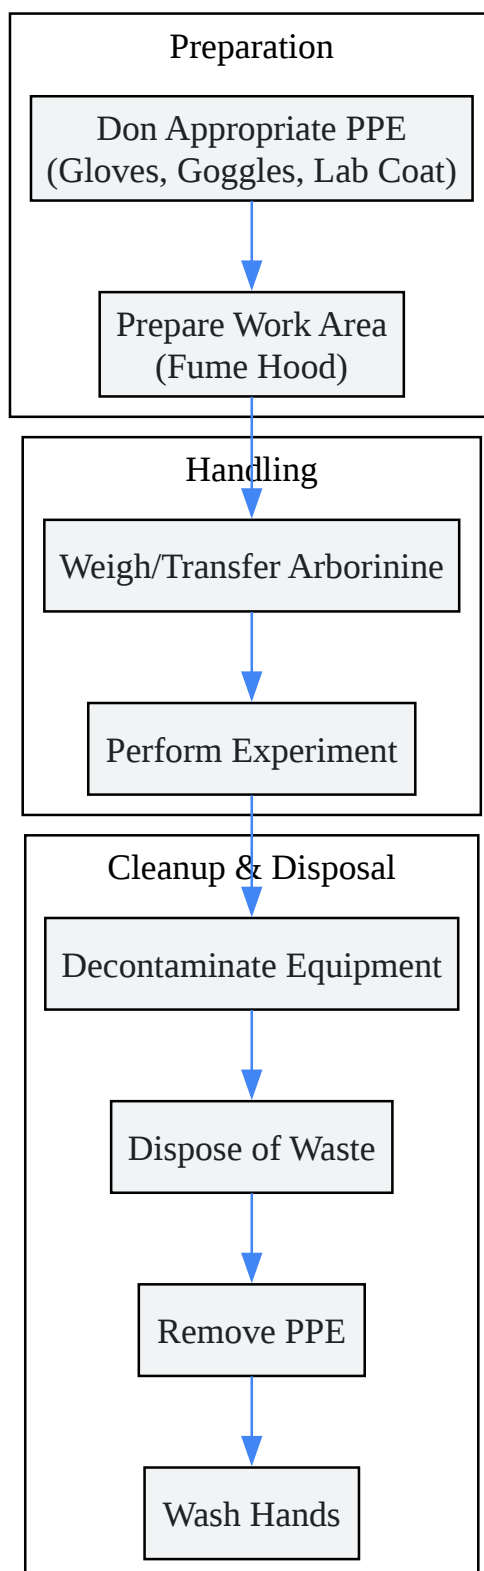 Preparation
Don Appropriate PPE
(Gloves, Goggles, Lab Coat)
Prepare Work Area
(Fume Hood)
Handling
Weigh/Transfer Arborinine
Perform Experiment
Cleanup & Disposal
Decontaminate Equipment
Dispose of Waste
Remove PPE
Wash Hands